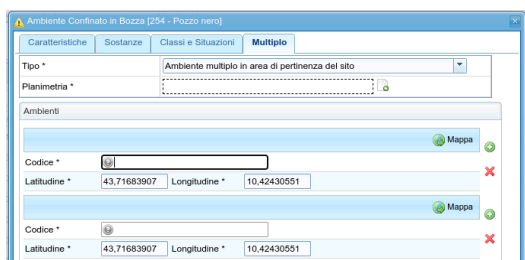 Ambiente Confinato in Bozza [254 - Pozzo nero]
Caratteristiche Sostanze Classi e Situazioni Multiplo
Tipo * Ambiente multiplo in area di pertinenza del sito
Planimetria *
Ambienti
Mappa
Codice *
Latitudine * 43,71683907 Longitudine * 10,42430551
Mappa
Codice *
Latitudine * 43,71683907 Longitudine * 10,42430551